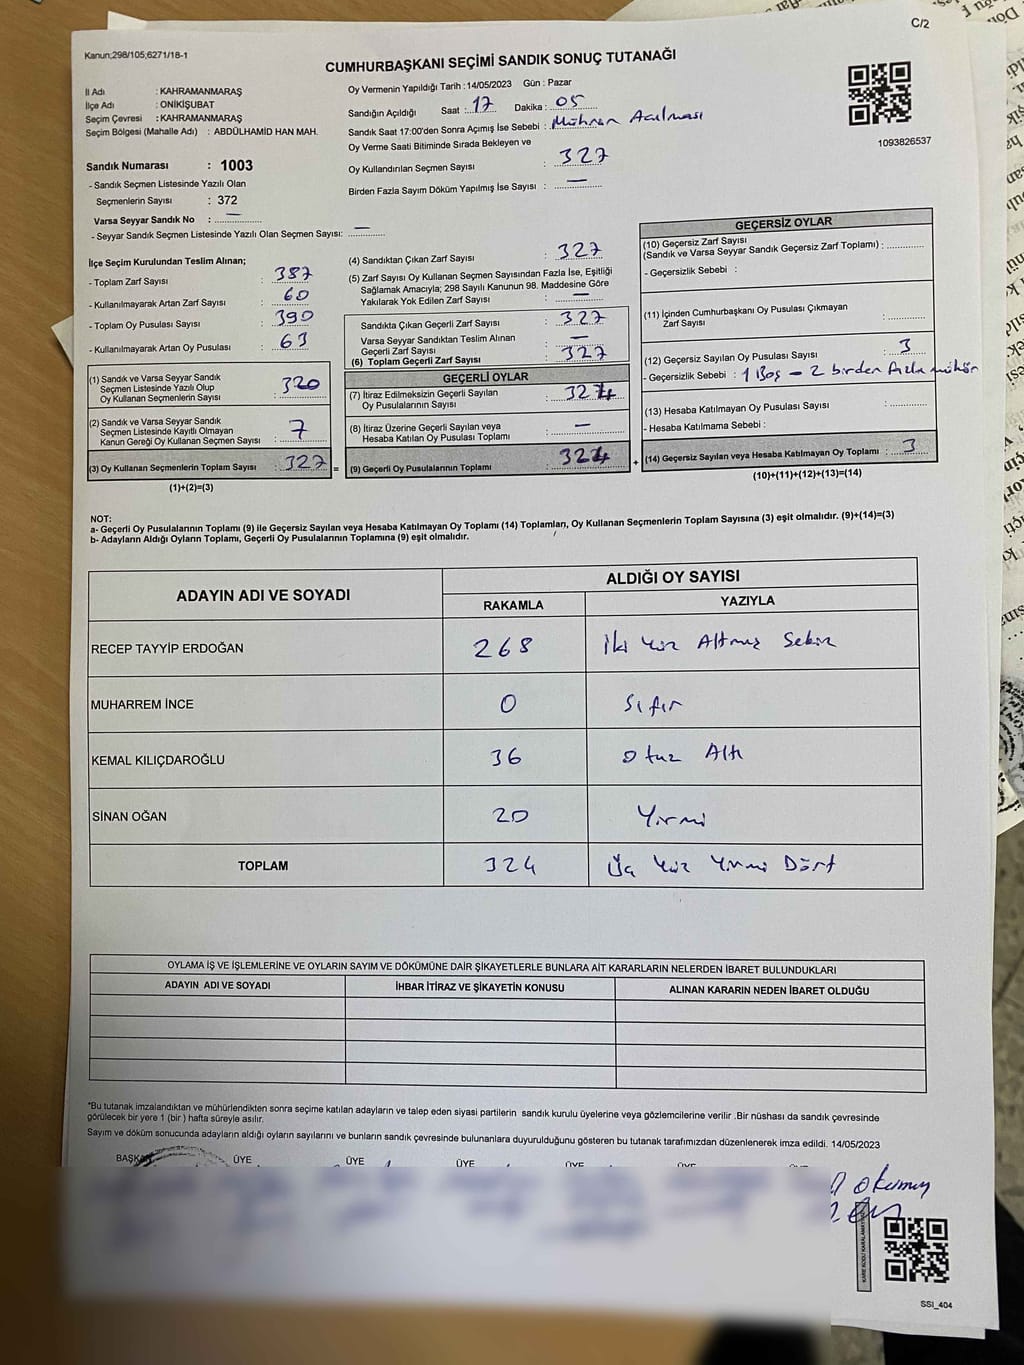 C/2
Kanun;298/105;6271/18-1
CUMHURBAŞKANI SEÇİMİ SANDIK SONUÇ TUTANAĞI
İl Adı : KAHRAMANMARAŞ
İlçe Adı : ONİKİŞUBAT
Seçim Çevresi : KAHRAMANMARAŞ
Seçim Bölgesi (Mahalle Adı) : ABDÜLHAMİD HAN MAH.
Sandık Numarası : 1003
- Sandık Seçmen Listesinde Yazılı Olan
Seçmenlerin Sayısı : 372
Varsa Seyyar Sandık No : —
- Seyyar Sandık Seçmen Listesinde Yazılı Olan Seçmen Sayısı: —
Oy Vermenin Yapıldığı Tarih : 14/05/2023 Gün : Pazar
Sandığın Açıldığı Saat : 17 Dakika : 05
Sandık Saat 17:00'den Sonra Açımış İse Sebebi : Mühran Acılması
Oy Verme Saati Bitiminde Sırada Bekleyen ve
Oy Kullandırılan Seçmen Sayısı : 327
Birden Fazla Sayım Döküm Yapılmış İse Sayısı : —
1093826537
İlçe Seçim Kurulundan Teslim Alınan;
- Toplam Zarf Sayısı : 387
- Kullanılmayarak Artan Zarf Sayısı : 60
- Toplam Oy Pusulası Sayısı : 390
- Kullanılmayarak Artan Oy Pusulası : 63
(1) Sandık ve Varsa Seyyar Sandık
Seçmen Listesinde Yazılı Olup
Oy Kullanan Seçmenlerin Sayısı : 320
(2) Sandık ve Varsa Seyyar Sandık
Seçmen Listesinde Kayıtlı Olmayan
Kanun Gereği Oy Kullanan Seçmen Sayısı : 7
(3) Oy Kullanan Seçmenlerin Toplam Sayısı : 327 =
(1)+(2)=(3)
(4) Sandıktan Çıkan Zarf Sayısı : 327
(5) Zarf Sayısı Oy Kullanan Seçmen Sayısından Fazla İse, Eşitliği
Sağlamak Amacıyla; 298 Sayılı Kanunun 98. Maddesine Göre
Yakılarak Yok Edilen Zarf Sayısı : —
Sandıkta Çıkan Geçerli Zarf Sayısı : 327
Varsa Seyyar Sandıktan Teslim Alınan
Geçerli Zarf Sayısı : —
(6) Toplam Geçerli Zarf Sayısı : 327
GEÇERLİ OYLAR
(7) İtiraz Edilmeksizin Geçerli Sayılan
Oy Pusulalarının Sayısı : 324
(8) İtiraz Üzerine Geçerli Sayılan veya
Hesaba Katılan Oy Pusulası Toplamı : —
(9) Geçerli Oy Pusulalarının Toplamı : 324 +
GEÇERSİZ OYLAR
(10) Geçersiz Zarf Sayısı
(Sandık ve Varsa Seyyar Sandık Geçersiz Zarf Toplamı) :
- Geçersizlik Sebebi :
(11) İçinden Cumhurbaşkanı Oy Pusulası Çıkmayan
Zarf Sayısı :
(12) Geçersiz Sayılan Oy Pusulası Sayısı : 3
- Geçersizlik Sebebi : 1 Boş - 2 birden fazla mühür
(13) Hesaba Katılmayan Oy Pusulası Sayısı :
- Hesaba Katılmama Sebebi :
(14) Geçersiz Sayılan veya Hesaba Katılmayan Oy Toplamı : 3
(10)+(11)+(12)+(13)=(14)
NOT:
a- Geçerli Oy Pusulalarının Toplamı (9) ile Geçersiz Sayılan veya Hesaba Katılmayan Oy Toplamı (14) Toplamları, Oy Kullanan Seçmenlerin Toplam Sayısına (3) eşit olmalıdır. (9)+(14)=(3)
b- Adayların Aldığı Oyların Toplamı, Geçerli Oy Pusulalarının Toplamına (9) eşit olmalıdır.
ADAYIN ADI VE SOYADI
ALDIĞI OY SAYISI
RAKAMLA YAZIYLA
RECEP TAYYİP ERDOĞAN 268 İki Yüz Altmış Sekiz
MUHARREM İNCE 0 Sıfır
KEMAL KILIÇDAROĞLU 36 Otuz Altı
SİNAN OĞAN 20 Yirmi
TOPLAM 324 Üç Yüz Yirmi Dört
OYLAMA İŞ VE İŞLEMLERİNE VE OYLARIN SAYIM VE DÖKÜMÜNE DAİR ŞİKAYETLERLE BUNLARA AİT KARARLARIN NELERDEN İBARET BULUNDUKLARI
ADAYIN ADI VE SOYADI İHBAR İTİRAZ VE ŞİKAYETİN KONUSU ALINAN KARARIN NEDEN İBARET OLDUĞU
*Bu tutanak imzalandıktan ve mühürlendikten sonra seçime katılan adayların ve talep eden siyasi partilerin sandık kurulu üyelerine veya gözlemcilerine verilir .Bir nüshası da sandık çevresinde
görülecek bir yere 1 (bir ) hafta süreyle asılır.
Sayım ve döküm sonucunda adayların aldığı oyların sayılarını ve bunların sandık çevresinde bulunanlara duyurulduğunu gösteren bu tutanak tarafımızdan düzenlenerek imza edildi. 14/05/2023
BAŞKAN ÜYE ÜYE ÜYE ÜYE ÜYE
KARE KODU KARALAMAYINIZ
SSI_404